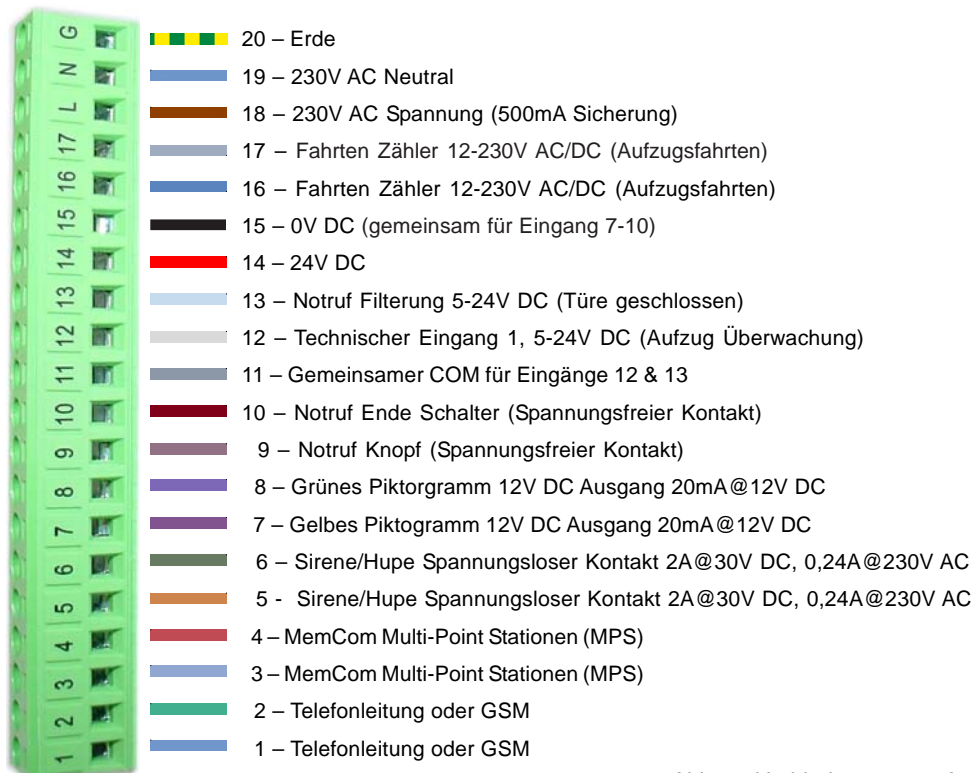 G
20 – Erde
N
19 – 230V AC Neutral
L
18 – 230V AC Spannung (500mA Sicherung)
17
17 – Fahrten Zähler 12-230V AC/DC (Aufzugsfahrten)
16
16 – Fahrten Zähler 12-230V AC/DC (Aufzugsfahrten)
15
15 – 0V DC (gemeinsam für Eingang 7-10)
14
14 – 24V DC
13
13 – Notruf Filterung 5-24V DC (Türe geschlossen)
12
12 – Technischer Eingang 1, 5-24V DC (Aufzug Überwachung)
11
11 – Gemeinsamer COM für Eingänge 12 & 13
10
10 – Notruf Ende Schalter (Spannungsfreier Kontakt)
9
9 – Notruf Knopf (Spannungsfreier Kontakt)
8
8 – Grünes Piktorgramm 12V DC Ausgang 20mA@12V DC
7
7 – Gelbes Piktogramm 12V DC Ausgang 20mA@12V DC
6
6 – Sirene/Hupe Spannungsloser Kontakt 2A@30V DC, 0,24A@230V AC
5
5 - Sirene/Hupe Spannungsloser Kontakt 2A@30V DC, 0,24A@230V AC
4
4 – MemCom Multi-Point Stationen (MPS)
3
3 – MemCom Multi-Point Stationen (MPS)
2
2 – Telefonleitung oder GSM
1
1 – Telefonleitung oder GSM